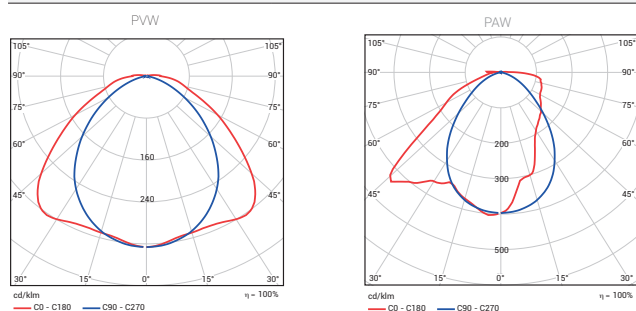 PVW
105° 105°
90° 90°
75° 75°
160
60° 60°
240
45° 45°
30° 15° 0° 15° 30°
cd/klm η = 100%
C0 - C180 C90 - C270
PAW
105° 105°
90° 90°
75° 75°
200
60° 60°
300
45° 45°
500
30° 15° 0° 15° 30°
cd/klm η = 100%
C0 - C180 C90 - C270